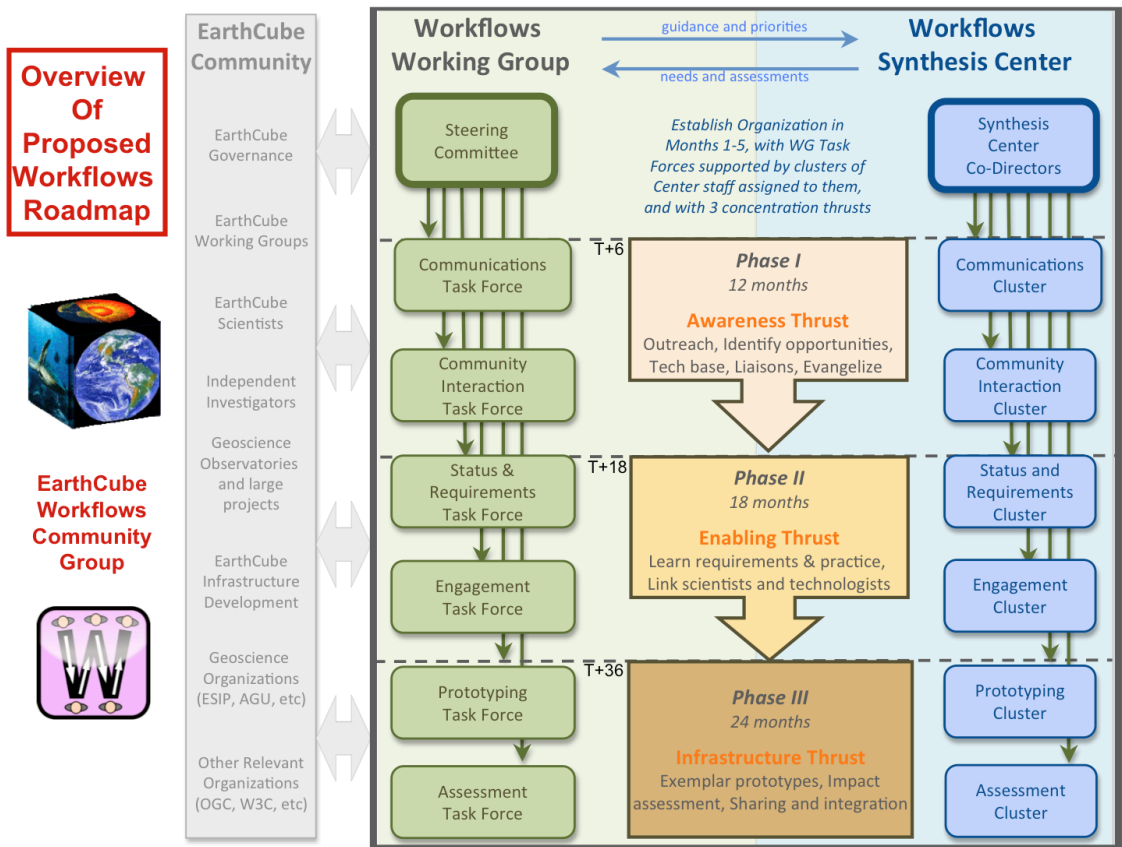 Overview
Of
Proposed
Workflows
Roadmap
EarthCube
Workflows
Community
Group
W
EarthCube
Community
EarthCube
Governance
EarthCube
Working Groups
EarthCube
Scientists
Independent
Investigators
Geoscience
Observatories
and large
projects
EarthCube
Infrastructure
Development
Geoscience
Organizations
(ESIP, AGU, etc)
Other Relevant
Organizations
(OGC, W3C, etc)
Workflows
Working Group
guidance and priorities
needs and assessments
Workflows
Synthesis Center
Steering
Committee
Establish Organization in
Months 1-5, with WG Task
Forces supported by clusters of
Center staff assigned to them,
and with 3 concentration thrusts
Synthesis
Center
Co-Directors
Communications
Task Force
Community
Interaction
Task Force
Status &
Requirements
Task Force
Engagement
Task Force
Prototyping
Task Force
Assessment
Task Force
T+6
Phase I
12 months
Awareness Thrust
Outreach, Identify opportunities,
Tech base, Liaisons, Evangelize
T+18
Phase II
18 months
Enabling Thrust
Learn requirements & practice,
Link scientists and technologists
T+36
Phase III
24 months
Infrastructure Thrust
Exemplar prototypes, Impact
assessment, Sharing and integration
Communications
Cluster
Community
Interaction
Cluster
Status and
Requirements
Cluster
Engagement
Cluster
Prototyping
Cluster
Assessment
Cluster